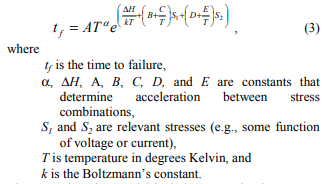 t_f = AT^α e^{(ΔH/kT + (B + C/T)S_1 + (D + E/T)S_2)} , (3)
where
t_f is the time to failure,
α, ΔH, A, B, C, D, and E are constants that
determine acceleration between stress
combinations,
S_1 and S_2 are relevant stresses (e.g., some function
of voltage or current),
T is temperature in degrees Kelvin, and
k is the Boltzmann's constant.